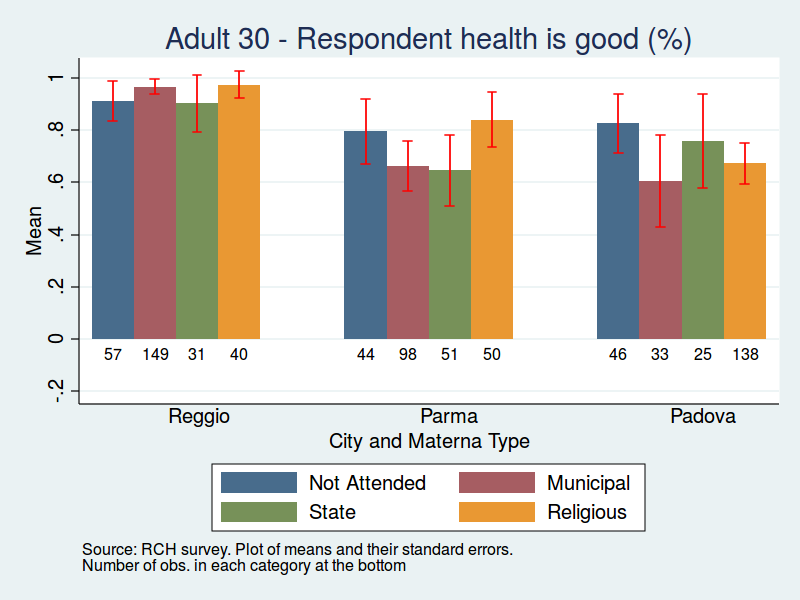 Adult 30 - Respondent health is good (%)
Mean
1
.8
.6
.4
.2
0
-.2
57 149 31 40 44 98 51 50 46 33 25 138
Reggio Parma Padova
City and Materna Type
Not Attended Municipal
State Religious
Source: RCH survey. Plot of means and their standard errors.
Number of obs. in each category at the bottom